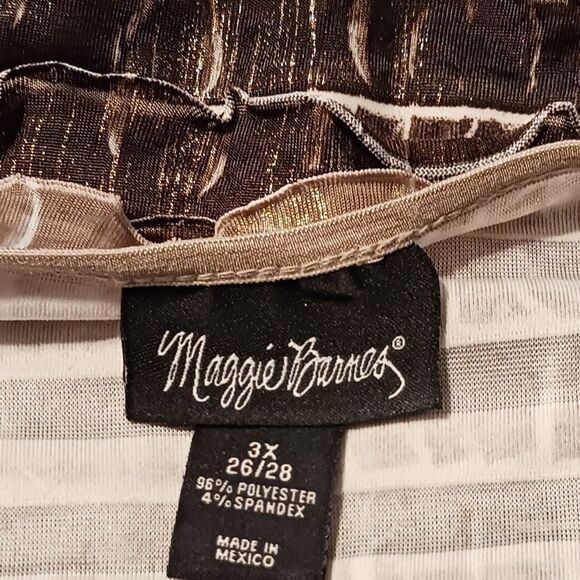 Maggie Barnes®
3X
26/28
96% POLYESTER
4% SPANDEX
MADE IN
MEXICO